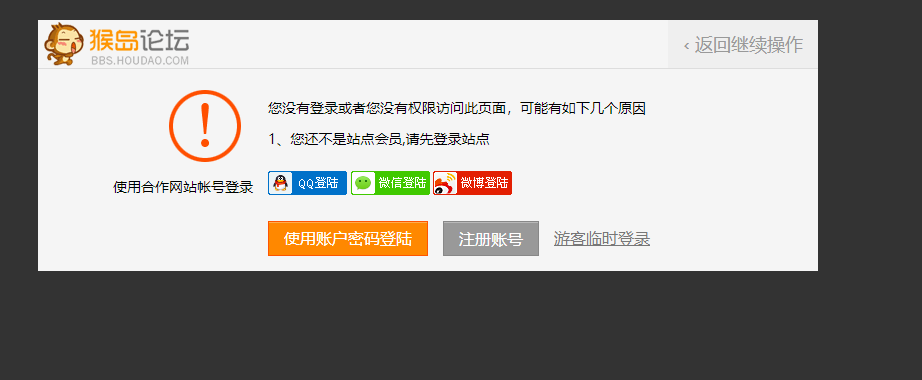 猴岛论坛
BBS.HOUDAO.COM
‹ 返回继续操作
您没有登录或者您没有权限访问此页面，可能有如下几个原因
1、您还不是站点会员,请先登录站点
使用合作网站帐号登录 QQ登陆 微信登陆 微博登陆
使用账户密码登陆 注册账号 游客临时登录